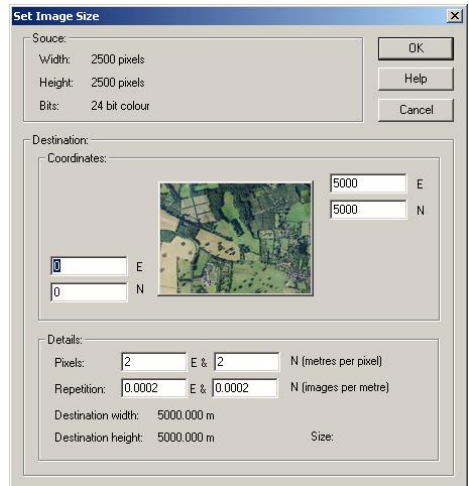 Set Image Size
Souce:
Width: 2500 pixels
Height: 2500 pixels
Bits: 24 bit colour
OK
Help
Cancel
Destination:
Coordinates:
5000 E
5000 N
0 E
0 N
Details:
Pixels: 2 E & 2 N (metres per pixel)
Repetition: 0.0002 E & 0.0002 N (images per metre)
Destination width: 5000.000 m
Destination height: 5000.000 m Size: